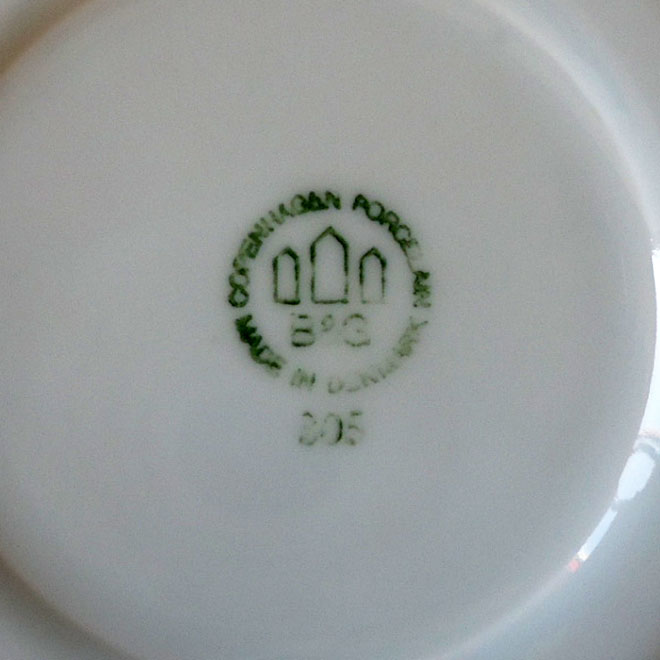 COPENHAGEN PORCELAIN
B&G
MADE IN DENMARK
305